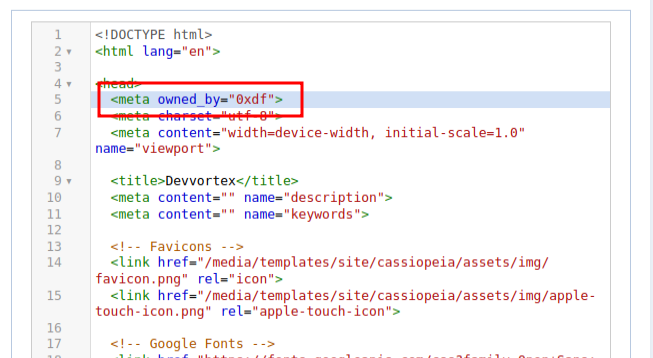 1 <!DOCTYPE html>
2 <html lang="en">
3
4 <head>
5 <meta owned_by="0xdf">
6 <meta charset="utf-8">
7 <meta content="width=device-width, initial-scale=1.0"
name="viewport">
8
9 <title>Devvortex</title>
10 <meta content="" name="description">
11 <meta content="" name="keywords">
12
13 <!-- Favicons -->
14 <link href="/media/templates/site/cassiopeia/assets/img/
favicon.png" rel="icon">
15 <link href="/media/templates/site/cassiopeia/assets/img/apple-
touch-icon.png" rel="apple-touch-icon">
16
17 <!-- Google Fonts -->